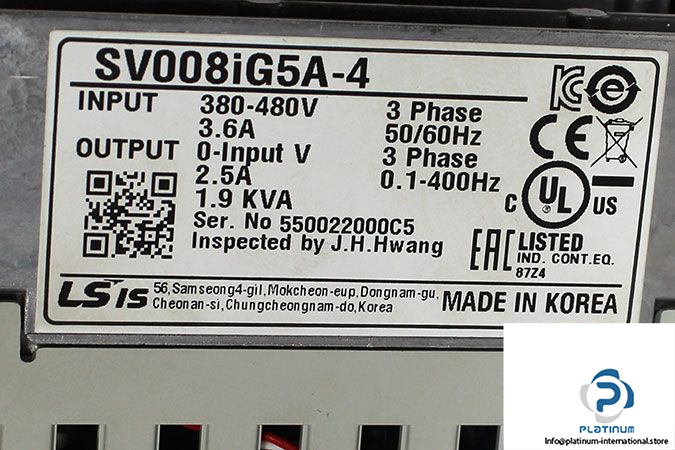 SV008iG5A-4
INPUT 380-480V 3 Phase
3.6A 50/60Hz
OUTPUT 0-Input V 3 Phase
2.5A 0.1-400Hz
1.9 KVA
Ser. No 550022000C5
Inspected by J.H.Hwang
CE
C UL US
EAC LISTED
IND. CONT.EQ.
87Z4
LSis 56,Samseong4-gil,Mokcheon-eup,Dongnam-gu,
Cheonan-si,Chungcheongnam-do,Korea
MADE IN KOREA
PLATINUM
Info@platinum-international.store